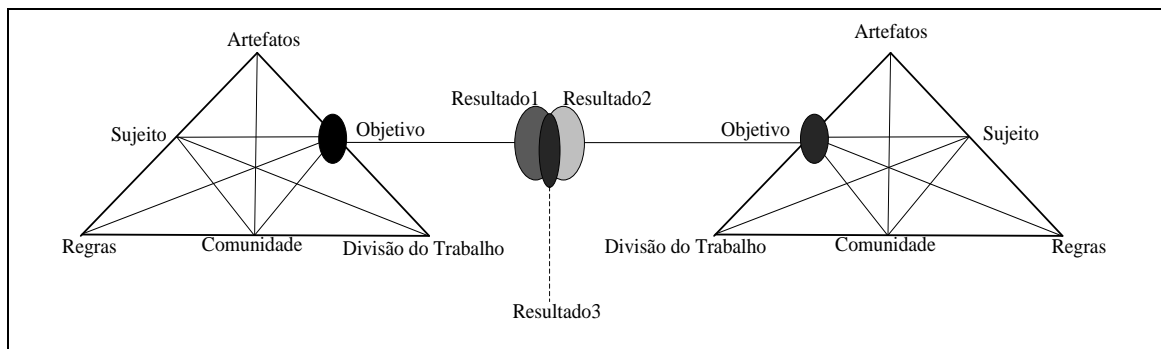 Artefatos
Artefatos
Resultado1
Resultado2
Sujeito
Objetivo
Objetivo
Sujeito
Regras
Comunidade
Divisão do Trabalho
Divisão do Trabalho
Comunidade
Regras
Resultado3